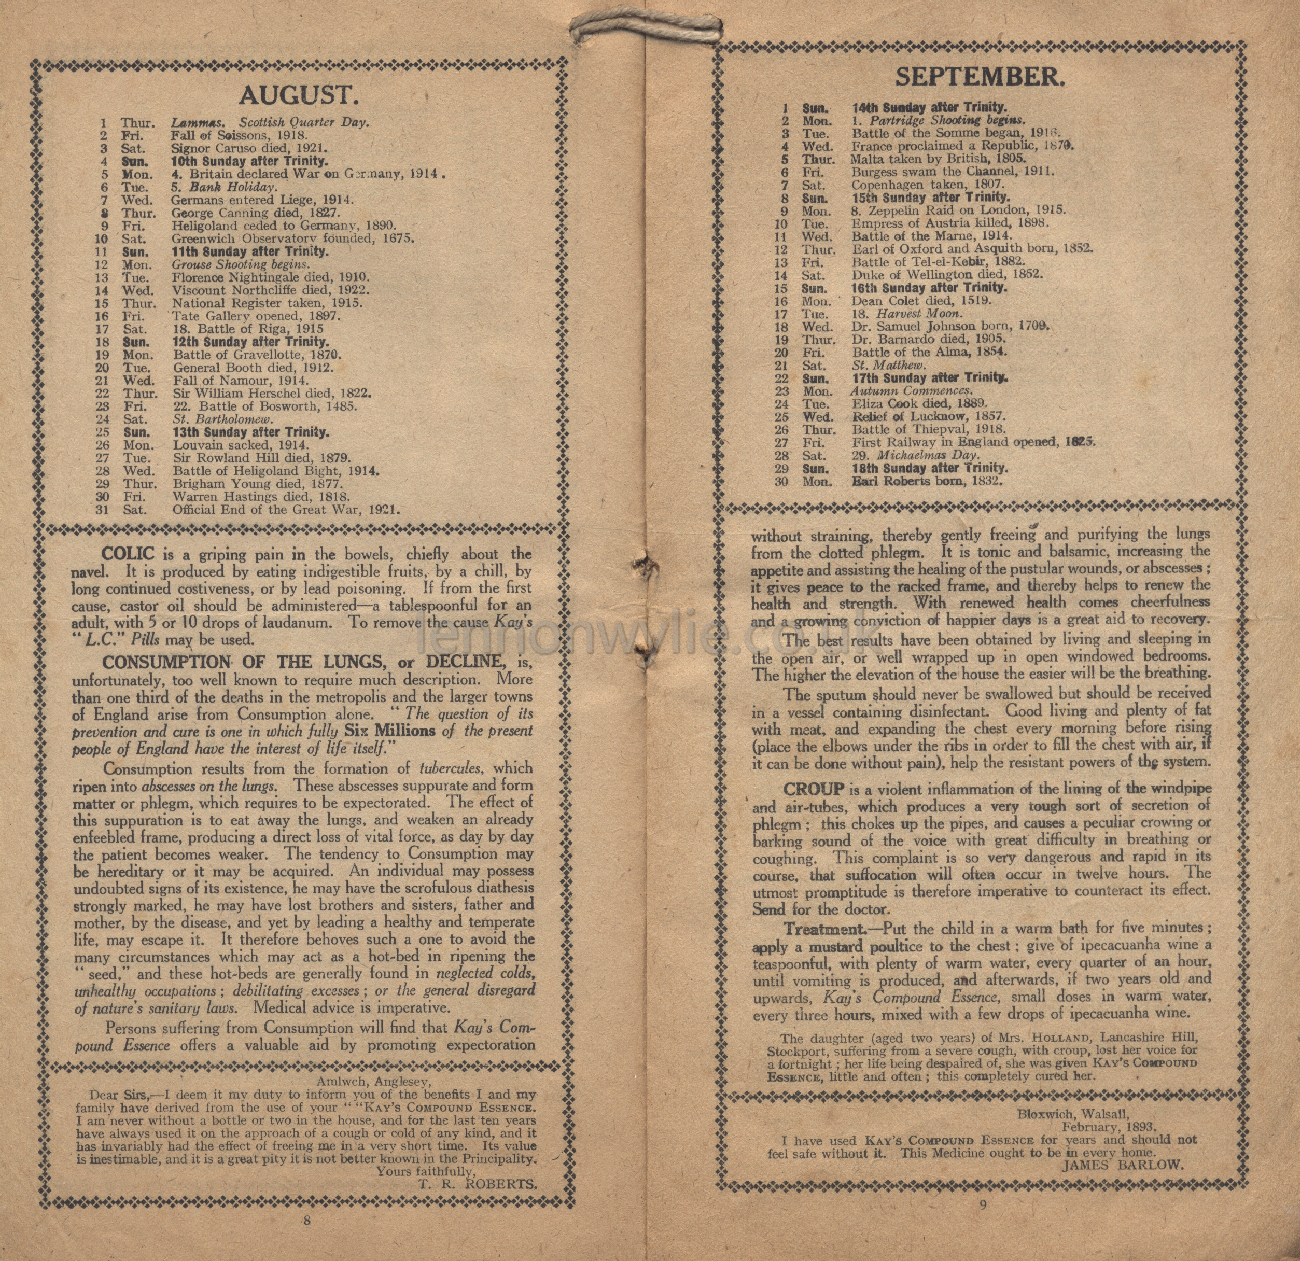 AUGUST.
1 Thur. Lammas. Scottish Quarter Day.
2 Fri. Fall of Soissons, 1918.
3 Sat. Signor Caruso died, 1921.
4 Sun. 10th Sunday after Trinity.
5 Mon. 4. Britain declared War on Germany, 1914.
6 Tue. 5. Bank Holiday.
7 Wed. Germans entered Liege, 1914.
8 Thur. George Canning died, 1827.
9 Fri. Heligoland ceded to Germany, 1890.
10 Sat. Greenwich Observatory founded, 1675.
11 Sun. 11th Sunday after Trinity.
12 Mon. Grouse Shooting begins.
13 Tue. Florence Nightingale died, 1910.
14 Wed. Viscount Northcliffe died, 1922.
15 Thur. National Register taken, 1915.
16 Fri. Tate Gallery opened, 1897.
17 Sat. 18. Battle of Riga, 1915
18 Sun. 12th Sunday after Trinity.
19 Mon. Battle of Gravellotte, 1870.
20 Tue. General Booth died, 1912.
21 Wed. Fall of Namour, 1914.
22 Thur. Sir William Herschel died, 1822.
23 Fri. 22. Battle of Bosworth, 1485.
24 Sat. St. Bartholomew.
25 Sun. 13th Sunday after Trinity.
26 Mon. Louvain sacked, 1914.
27 Tue. Sir Rowland Hill died, 1879.
28 Wed. Battle of Heligoland Bight, 1914.
29 Thur. Brigham Young died, 1877.
30 Fri. Warren Hastings died, 1818.
31 Sat. Official End of the Great War, 1921.
COLIC is a griping pain in the bowels, chiefly about the
navel. It is produced by eating indigestible fruits, by a chill, by
long continued costiveness, or by lead poisoning. If from the first
cause, castor oil should be administered—a tablespoonful for an
adult, with 5 or 10 drops of laudanum. To remove the cause Kay's
"L.C." Pills may be used.
CONSUMPTION OF THE LUNGS, or DECLINE, is,
unfortunately, too well known to require much description. More
than one third of the deaths in the metropolis and the larger towns
of England arise from Consumption alone. "The question of its
prevention and cure is one in which fully Six Millions of the present
people of England have the interest of life itself."
Consumption results from the formation of tubercules, which
ripen into abscesses on the lungs. These abscesses suppurate and form
matter or phlegm, which requires to be expectorated. The effect of
this suppuration is to eat away the lungs, and weaken an already
enfeebled frame, producing a direct loss of vital force, as day by day
the patient becomes weaker. The tendency to Consumption may
be hereditary or it may be acquired. An individual may possess
undoubted signs of its existence, he may have the scrofulous diathesis
strongly marked, he may have lost brothers and sisters, father and
mother, by the disease, and yet by leading a healthy and temperate
life, may escape it. It therefore behoves such a one to avoid the
many circumstances which may act as a hot-bed in ripening the
"seed," and these hot-beds are generally found in neglected colds,
unhealthy occupations; debilitating excesses; or the general disregard
of nature's sanitary laws. Medical advice is imperative.
Persons suffering from Consumption will find that Kay's Com-
pound Essence offers a valuable aid by promoting expectoration
Amlwch, Anglesey,
Dear Sirs,—I deem it my duty to inform you of the benefits I and my
family have derived from the use of your " "KAY'S COMPOUND ESSENCE.
I am never without a bottle or two in the house, and for the last ten years
have always used it on the approach of a cough or cold of any kind, and it
has invariably had the effect of freeing me in a very short time. Its value
is inestimable, and it is a great pity it is not better known in the Principality.
Yours faithfully,
T. R. ROBERTS.
8
SEPTEMBER.
1 Sun. 14th Sunday after Trinity.
2 Mon. 1. Partridge Shooting begins.
3 Tue. Battle of the Somme began, 1916.
4 Wed. France proclaimed a Republic, 1870.
5 Thur. Malta taken by British, 1805.
6 Fri. Burgess swam the Channel, 1911.
7 Sat. Copenhagen taken, 1807.
8 Sun. 15th Sunday after Trinity.
9 Mon. 8. Zeppelin Raid on London, 1915.
10 Tue. Empress of Austria killed, 1898.
11 Wed. Battle of the Marne, 1914.
12 Thur. Earl of Oxford and Asquith born, 1852.
13 Fri. Battle of Tel-el-Kebir, 1882.
14 Sat. Duke of Wellington died, 1852.
15 Sun. 16th Sunday after Trinity.
16 Mon. Dean Colet died, 1519.
17 Tue. 18. Harvest Moon.
18 Wed. Dr. Samuel Johnson born, 1709.
19 Thur. Dr. Barnardo died, 1905.
20 Fri. Battle of the Alma, 1854.
21 Sat. St. Matthew.
22 Sun. 17th Sunday after Trinity.
23 Mon. Autumn Commences.
24 Tue. Eliza Cook died, 1889.
25 Wed. Relief of Lucknow, 1857.
26 Thur. Battle of Thiepval, 1918.
27 Fri. First Railway in England opened, 1825.
28 Sat. 29. Michaelmas Day.
29 Sun. 18th Sunday after Trinity.
30 Mon. Earl Roberts born, 1832.
without straining, thereby gently freeing and purifying the lungs
from the clotted phlegm. It is tonic and balsamic, increasing the
appetite and assisting the healing of the pustular wounds, or abscesses;
it gives peace to the racked frame, and thereby helps to renew the
health and strength. With renewed health comes cheerfulness
and a growing conviction of happier days is a great aid to recovery.
The best results have been obtained by living and sleeping in
the open air, or well wrapped up in open windowed bedrooms.
The higher the elevation of the house the easier will be the breathing.
The sputum should never be swallowed but should be received
in a vessel containing disinfectant. Good living and plenty of fat
with meat, and expanding the chest every morning before rising
(place the elbows under the ribs in order to fill the chest with air, if
it can be done without pain), help the resistant powers of the system.
CROUP is a violent inflammation of the lining of the windpipe
and air-tubes, which produces a very tough sort of secretion of
phlegm; this chokes up the pipes, and causes a peculiar crowing or
barking sound of the voice with great difficulty in breathing or
coughing. This complaint is so very dangerous and rapid in its
course, that suffocation will often occur in twelve hours. The
utmost promptitude is therefore imperative to counteract its effect.
Send for the doctor.
Treatment.—Put the child in a warm bath for five minutes;
apply a mustard poultice to the chest; give of ipecacuanha wine a
teaspoonful, with plenty of warm water, every quarter of an hour,
until vomiting is produced, and afterwards, if two years old and
upwards, Kay's Compound Essence, small doses in warm water,
every three hours, mixed with a few drops of ipecacuanha wine.
The daughter (aged two years) of Mrs. HOLLAND, Lancashire Hill,
Stockport, suffering from a severe cough, with croup, lost her voice for
a fortnight; her life being despaired of, she was given KAY'S COMPOUND
ESSENCE, little and often; this completely cured her.
Bloxwich, Walsall,
February, 1893.
I have used KAY'S COMPOUND ESSENCE for years and should not
feel safe without it. This Medicine ought to be in every home.
JAMES BARLOW.
9